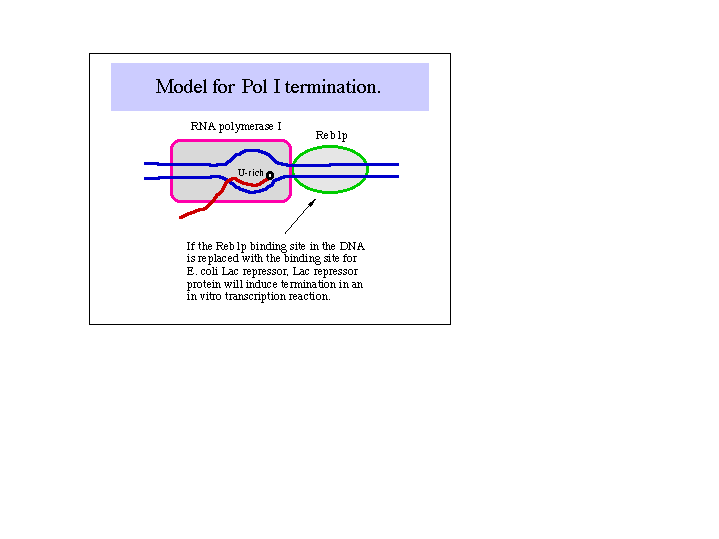 Model for Pol I termination.
RNA polymerase I
Reb1p
U-rich
If the Reb1p binding site in the DNA
is replaced with the binding site for
E. coli Lac repressor, Lac repressor
protein will induce termination in an
in vitro transcription reaction.